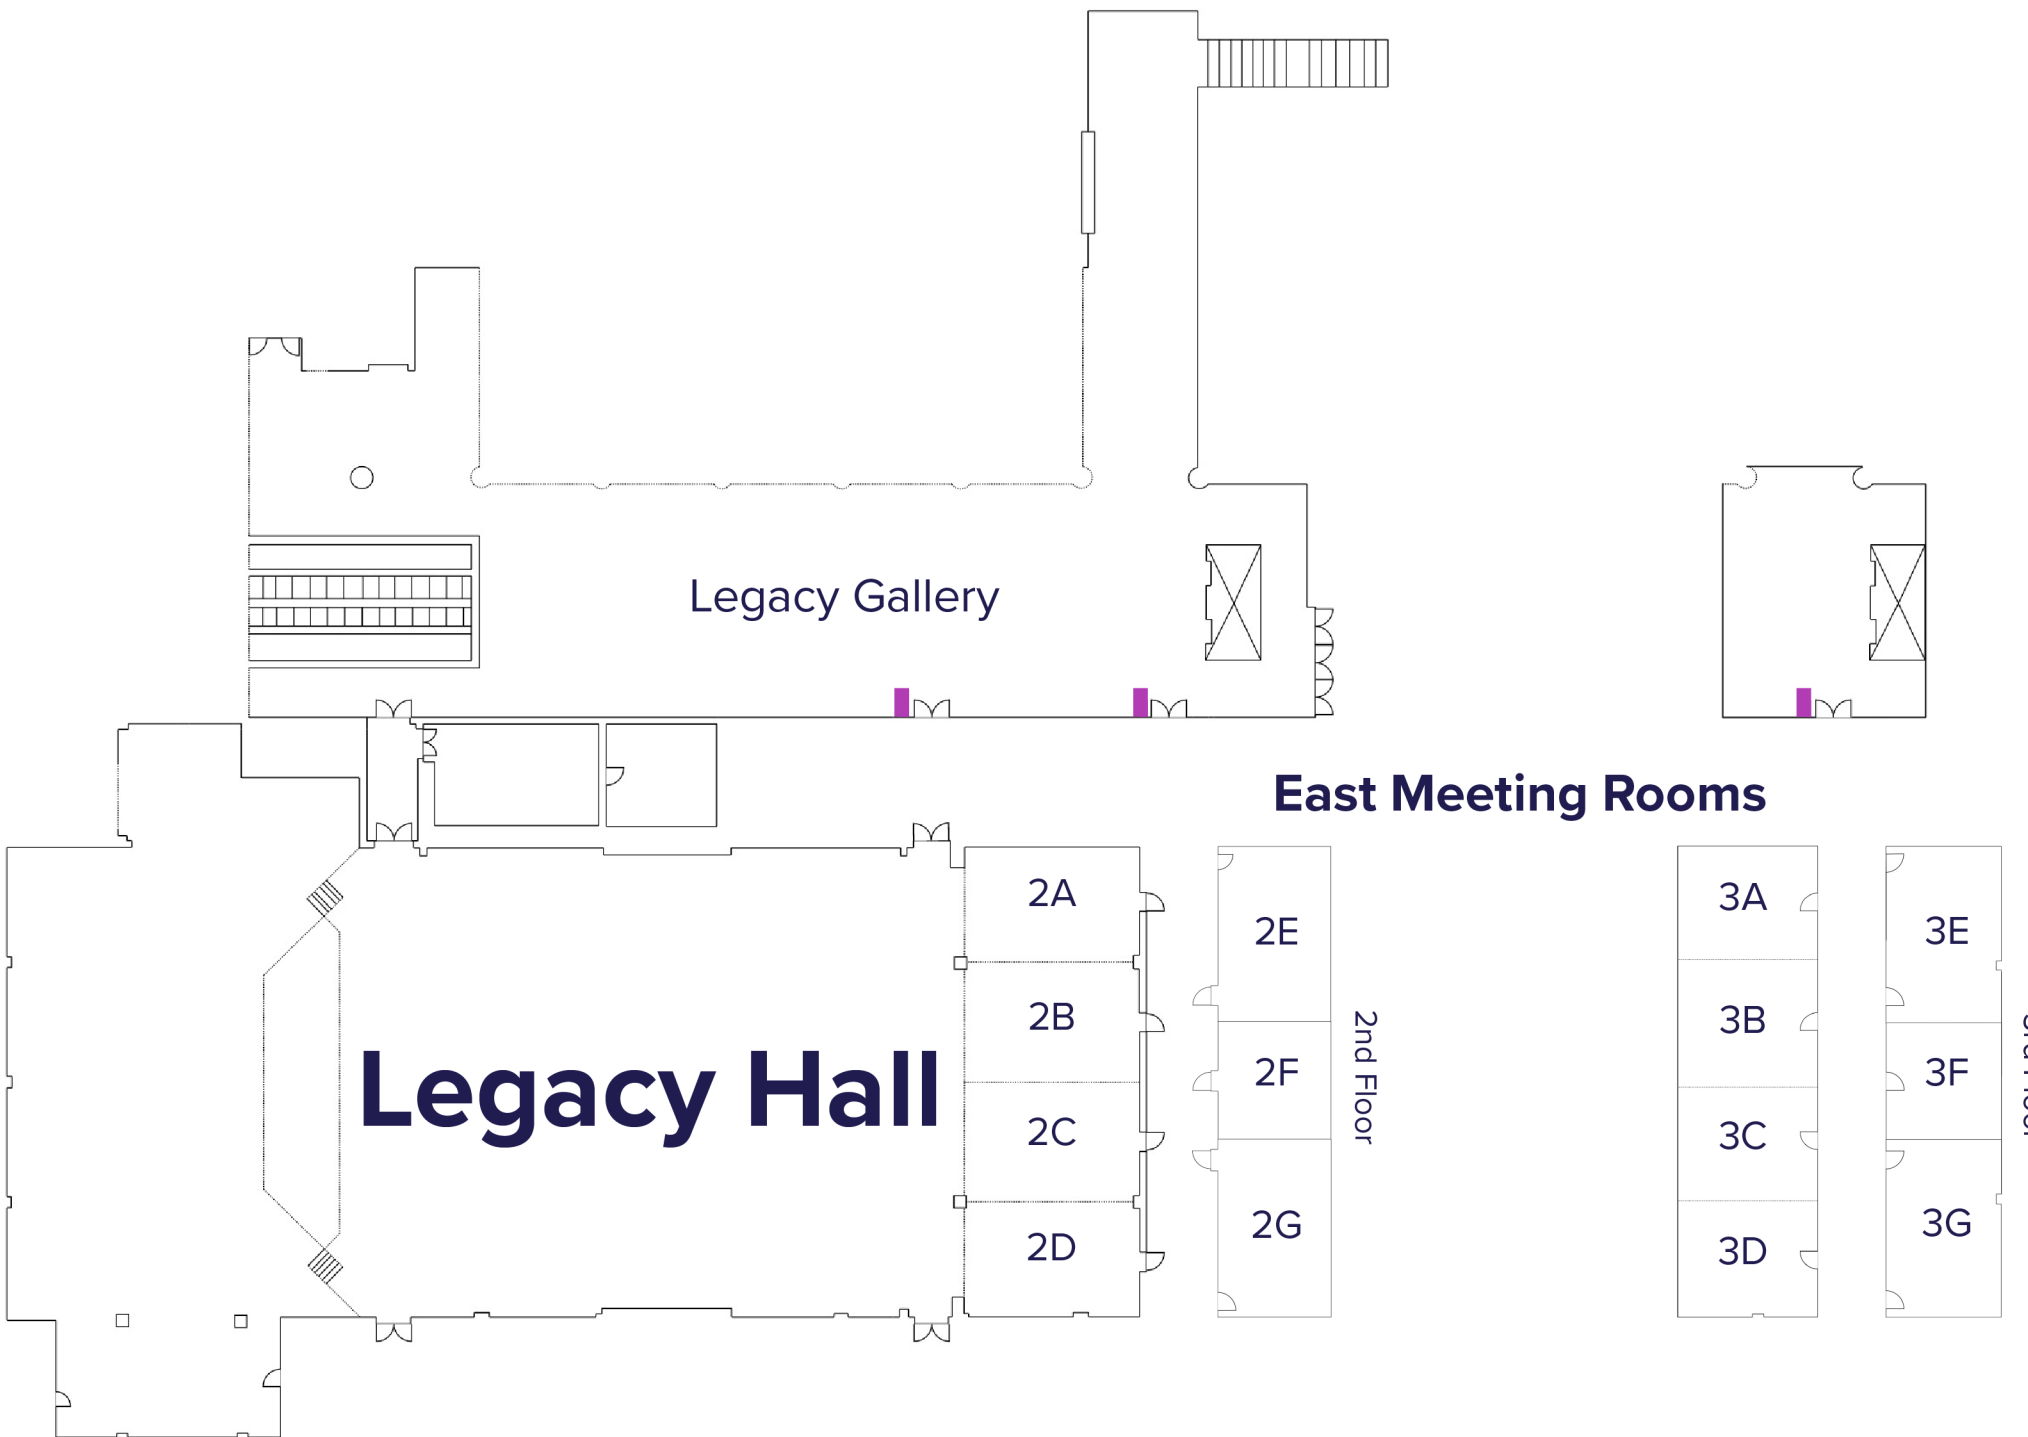 Legacy Gallery
East Meeting Rooms
2A
2B
2C
2D
2E
2F
2G
2nd Floor
3A
3B
3C
3D
3E
3F
3G
Legacy Hall